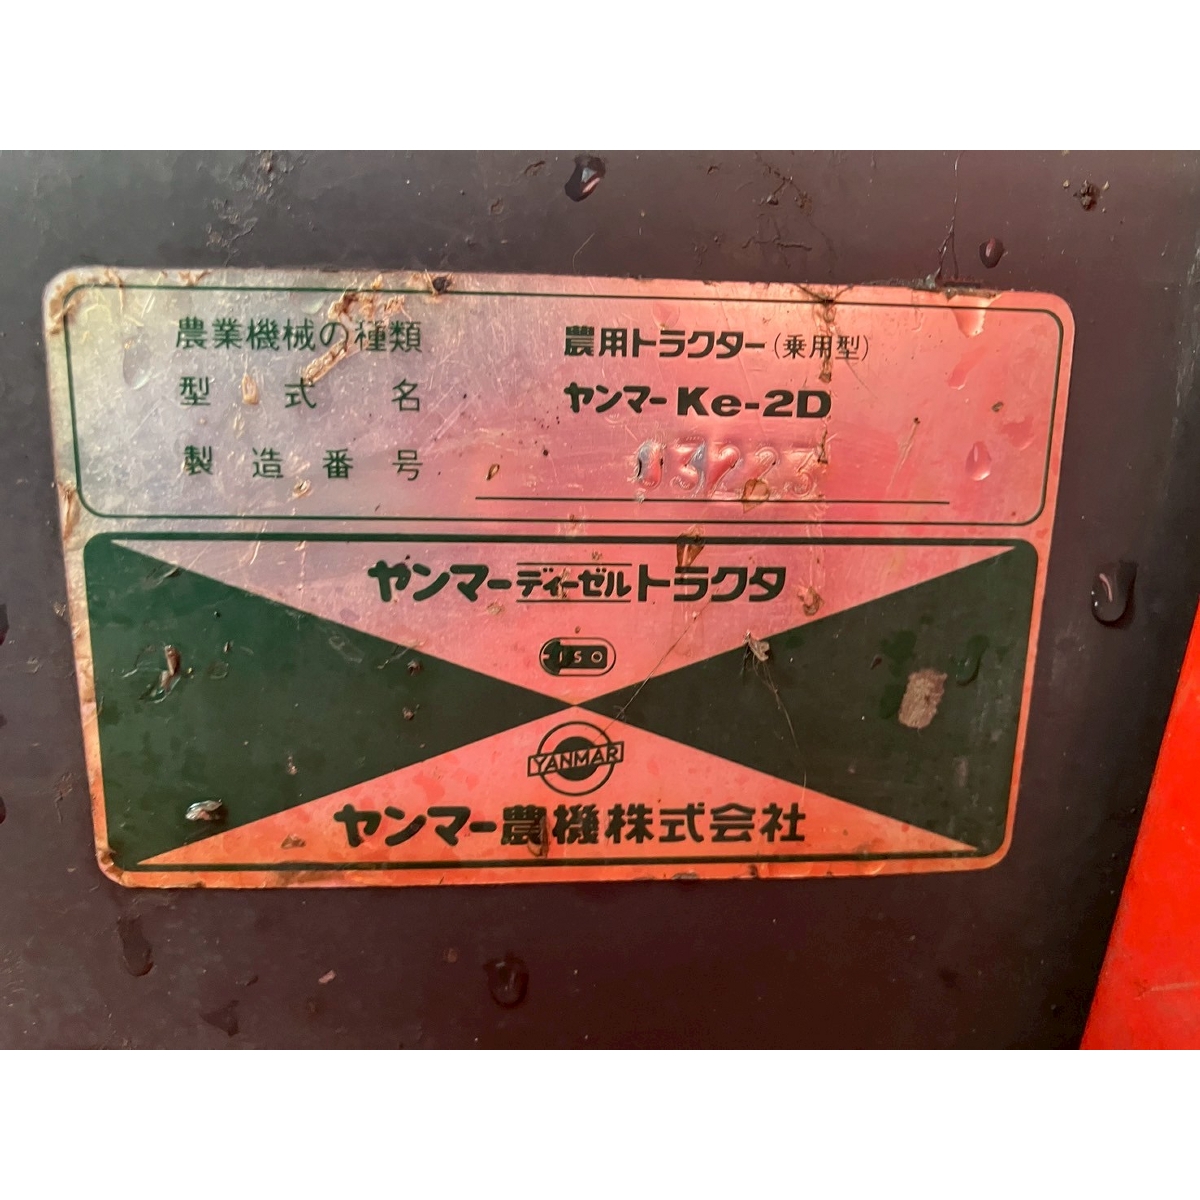 農業機械の種類 農用トラクター(乗用型)
型式名 ヤンマー Ke-2D
製造番号 03223
ヤンマーディーゼルトラクタ
ISO
YANMAR
ヤンマー農機株式会社